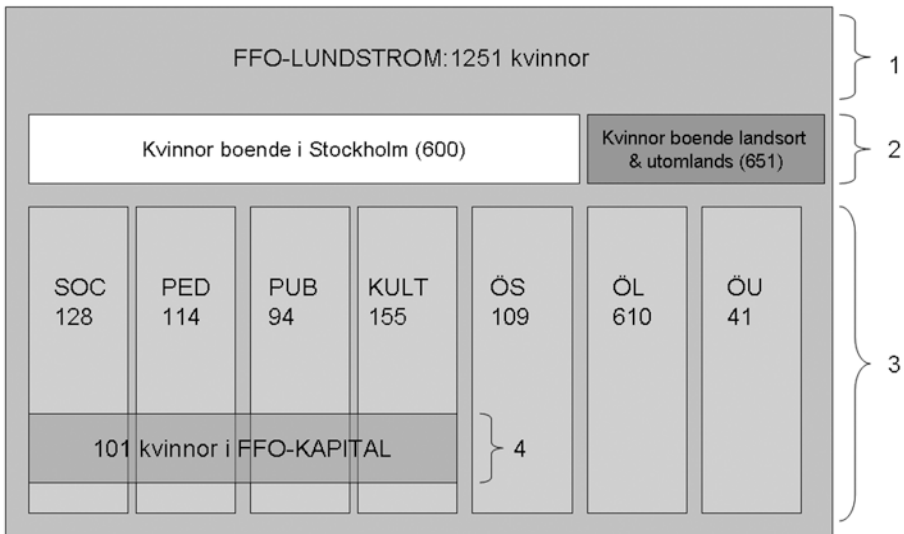 FFO-LUNDSTROM:1251 kvinnor
1
Kvinnor boende i Stockholm (600)
Kvinnor boende landsort
& utomlands (651)
2
SOC
128
PED
114
PUB
94
KULT
155
ÖS
109
ÖL
610
ÖU
41
3
101 kvinnor i FFO-KAPITAL
4